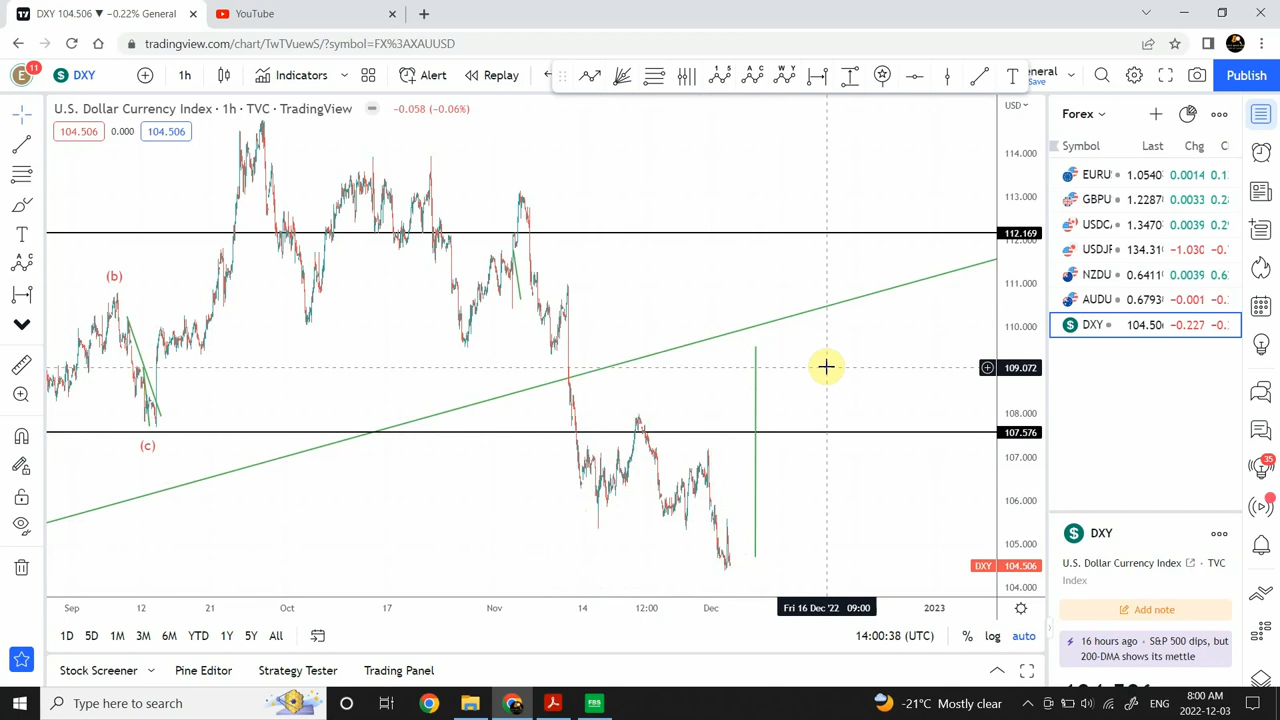 DXY 104.506 ▼ −0.22% General
YouTube
tradingview.com/chart/TwTVuewS/?symbol=FX%3AXAUUSD
E 11 DXY 1h Indicators Alert Replay
eneral
Save
Publish
U.S. Dollar Currency Index · 1h · TVC · TradingView
−0.058 (−0.06%)
104.506 0.000 104.506
USD
114.000
113.000
112.169
112.000
111.000
110.000
109.072
108.000
107.576
107.000
106.000
105.000
DXY 104.506
104.000
(b)
(c)
Sep 12 21 Oct 17 Nov 14 12:00 Dec Fri 16 Dec '22 09:00 2023
1D 5D 1M 3M 6M YTD 1Y 5Y All
14:00:38 (UTC) % log auto
Stock Screener Pine Editor Strategy Tester Trading Panel
Forex
Symbol Last Chg
EURU 1.0540 0.0014
GBPU 1.2287 0.0033
USDC 1.3470 0.0039
USDJF 134.31 -1.030
NZDU 0.6411 0.0039
AUDU 0.6793 -0.001
DXY 104.50 -0.227
35
DXY
U.S. Dollar Currency Index TVC
Index
Add note
16 hours ago · S&P 500 dips, but
200-DMA shows its mettle
Type here to search
-21°C Mostly clear
ENG
8:00 AM
2022-12-03